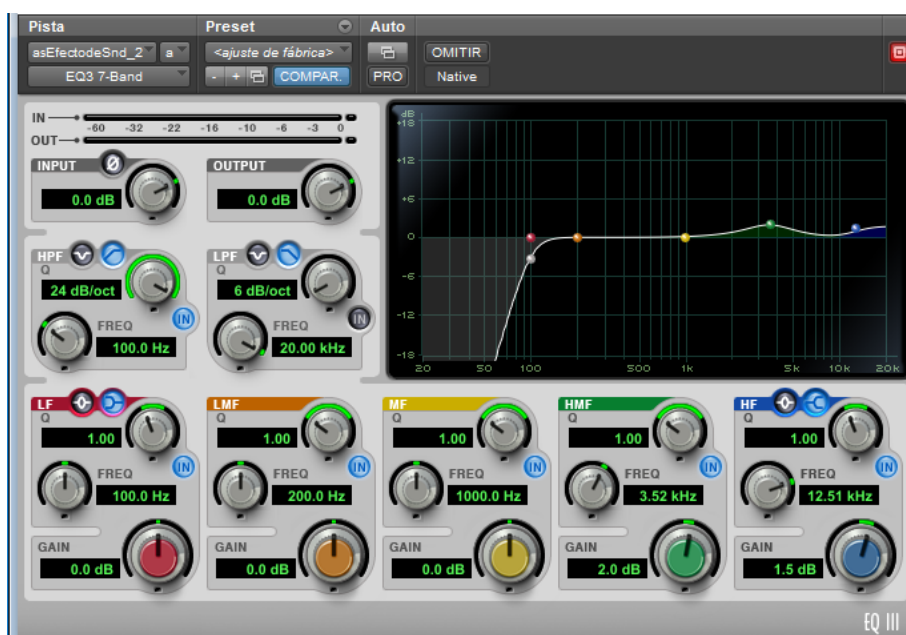 Pista Preset Auto
asEfectodeSnd_2 a <ajuste de fábrica> OMITIR
EQ3 7-Band - + COMPAR. PRO Native
IN
-60 -32 -22 -16 -10 -6 -3 0
OUT
INPUT Ø OUTPUT
0.0 dB 0.0 dB
HPF LPF
Q Q
24 dB/oct 6 dB/oct
IN IN
FREQ FREQ
100.0 Hz 20.00 kHz
dB
+18
+12
+6
0
-6
-12
-18
20 50 100 500 1k 5k 10k 20k
LF LMF MF HMF HF
Q Q Q Q Q
1.00 1.00 1.00 1.00 1.00
IN IN IN IN IN
FREQ FREQ FREQ FREQ FREQ
100.0 Hz 200.0 Hz 1000.0 Hz 3.52 kHz 12.51 kHz
GAIN GAIN GAIN GAIN GAIN
0.0 dB 0.0 dB 0.0 dB 2.0 dB 1.5 dB
EQ III